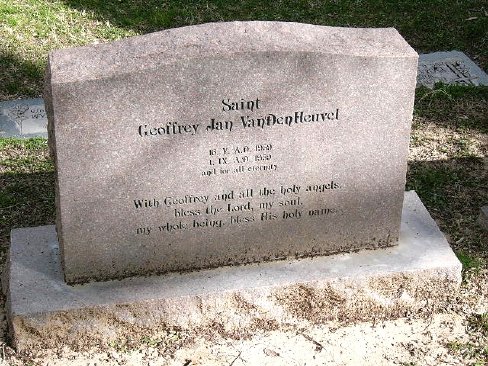 Saint
Geoffrey Jan VanDenHeuvel
and for all eternity
With Geoffrey and all the holy angels,
bless the Lord, my soul,
my whole being, bless His holy name.